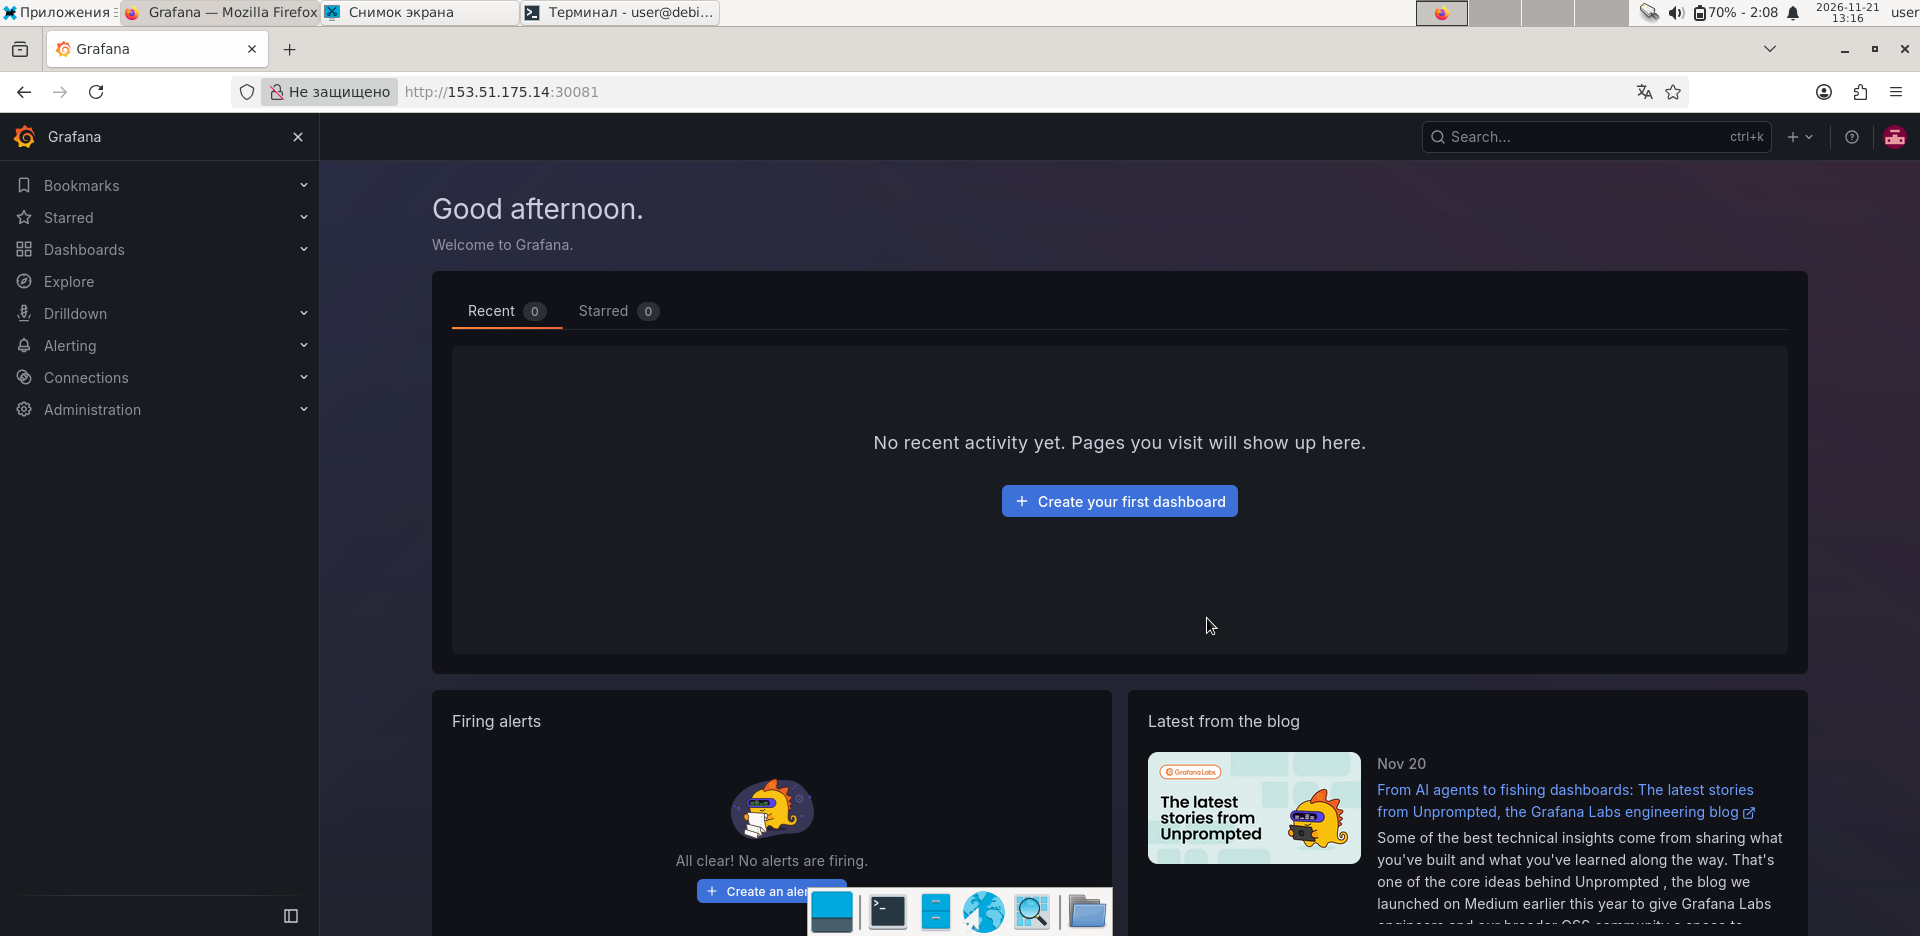 Приложения
Grafana — Mozilla Firefox
Снимок экрана
Терминал - user@debi...
70% - 2:08
2026-11-21
13:16
user
Grafana
Не защищено
http://153.51.175.14:30081
Grafana
Search...
ctrl+k
Bookmarks
Starred
Dashboards
Explore
Drilldown
Alerting
Connections
Administration
Good afternoon.
Welcome to Grafana.
Recent 0
Starred 0
No recent activity yet. Pages you visit will show up here.
Create your first dashboard
Firing alerts
All clear! No alerts are firing.
Create an aler
Latest from the blog
Grafana Labs
The latest
stories from
Unprompted
Nov 20
From AI agents to fishing dashboards: The latest stories
from Unprompted, the Grafana Labs engineering blog
Some of the best technical insights come from sharing what
you've built and what you've learned along the way. That's
one of the core ideas behind Unprompted , the blog we
launched on Medium earlier this year to give Grafana Labs